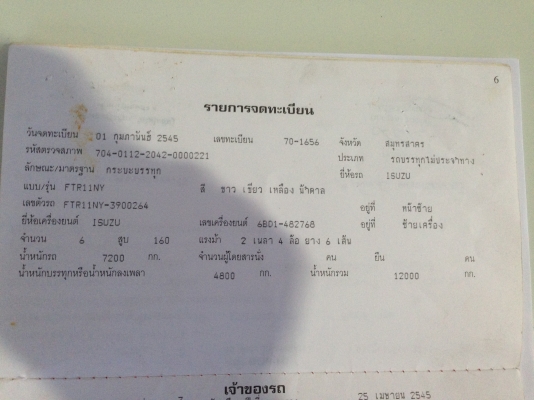 6
รายการจดทะเบียน
วันจดทะเบียน 01 กุมภาพันธ์ 2545 เลขทะเบียน 70-1656 จังหวัด สมุทรสาคร
รหัสตรวจสภาพ 704-0112-2042-0000221 ประเภท รถบรรทุกไม่ประจำทาง
ลักษณะ/มาตรฐาน กระบะบรรทุก ยี่ห้อรถ ISUZU
แบบ/รุ่น FTR11NY สี ขาว เขียว เหลือง น้ำตาล
เลขตัวรถ FTR11NY-3900264 อยู่ที่ หน้าซ้าย
ยี่ห้อเครื่องยนต์ ISUZU เลขเครื่องยนต์ 6BD1-482768 อยู่ที่ ซ้ายเครื่อง
จำนวน 6 สูบ 160 แรงม้า 2 เพลา 4 ล้อ ยาง 6 เส้น
น้ำหนักรถ 7200 กก. จำนวนผู้โดยสารนั่ง คน ยืน คน
น้ำหนักบรรทุกหรือน้ำหนักลงเพลา 4800 กก. น้ำหนักรวม 12000 กก.
เจ้าของรถ
25 เมษายน 2545